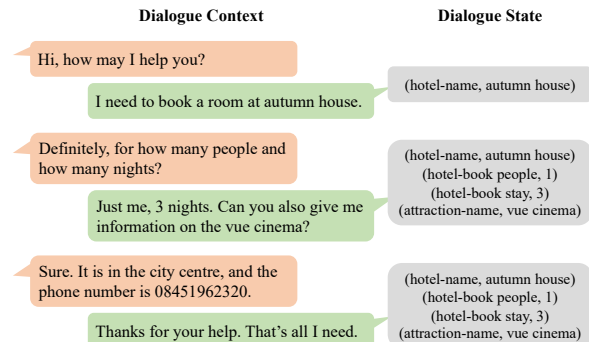 Dialogue Context
Dialogue State
Hi, how may I help you?
I need to book a room at autumn house.
(hotel-name, autumn house)
Definitely, for how many people and
how many nights?
Just me, 3 nights. Can you also give me
information on the vue cinema?
(hotel-name, autumn house)
(hotel-book people, 1)
(hotel-book stay, 3)
(attraction-name, vue cinema)
Sure. It is in the city centre, and the
phone number is 08451962320.
Thanks for your help. That's all I need.
(hotel-name, autumn house)
(hotel-book people, 1)
(hotel-book stay, 3)
(attraction-name, vue cinema)